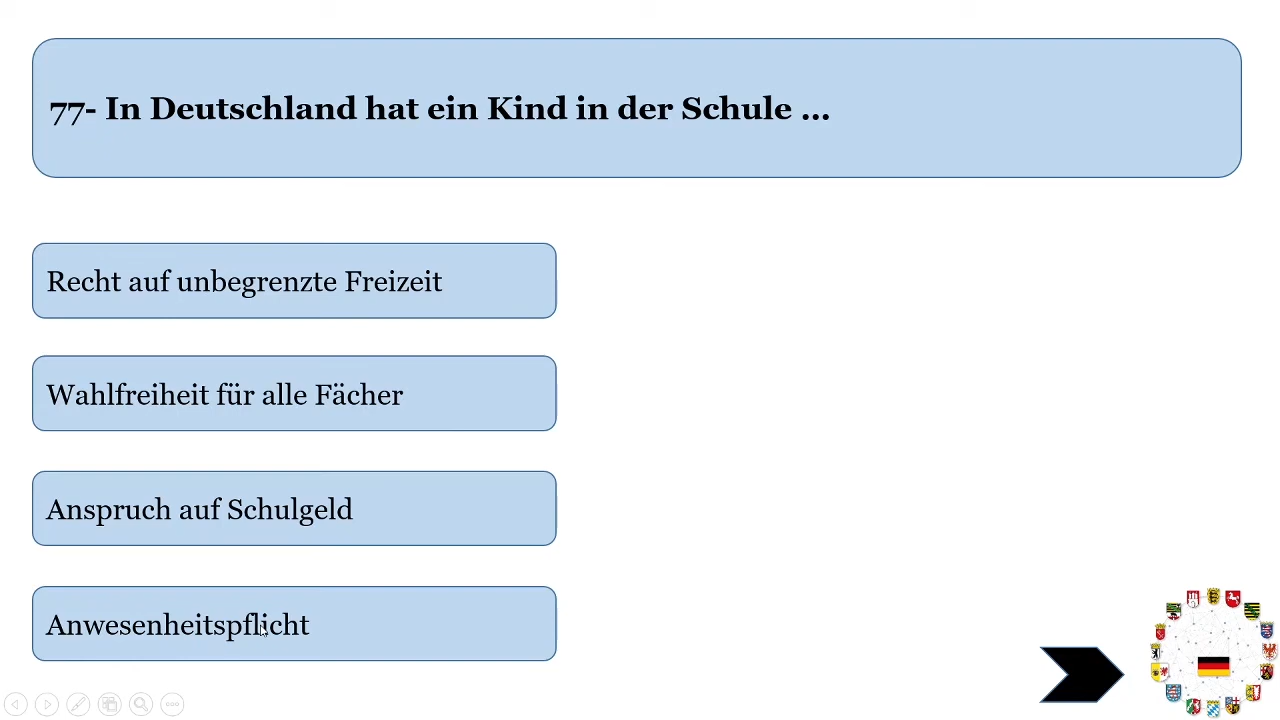 77- In Deutschland hat ein Kind in der Schule ...
Recht auf unbegrenzte Freizeit
Wahlfreiheit für alle Fächer
Anspruch auf Schulgeld
Anwesenheitspflicht